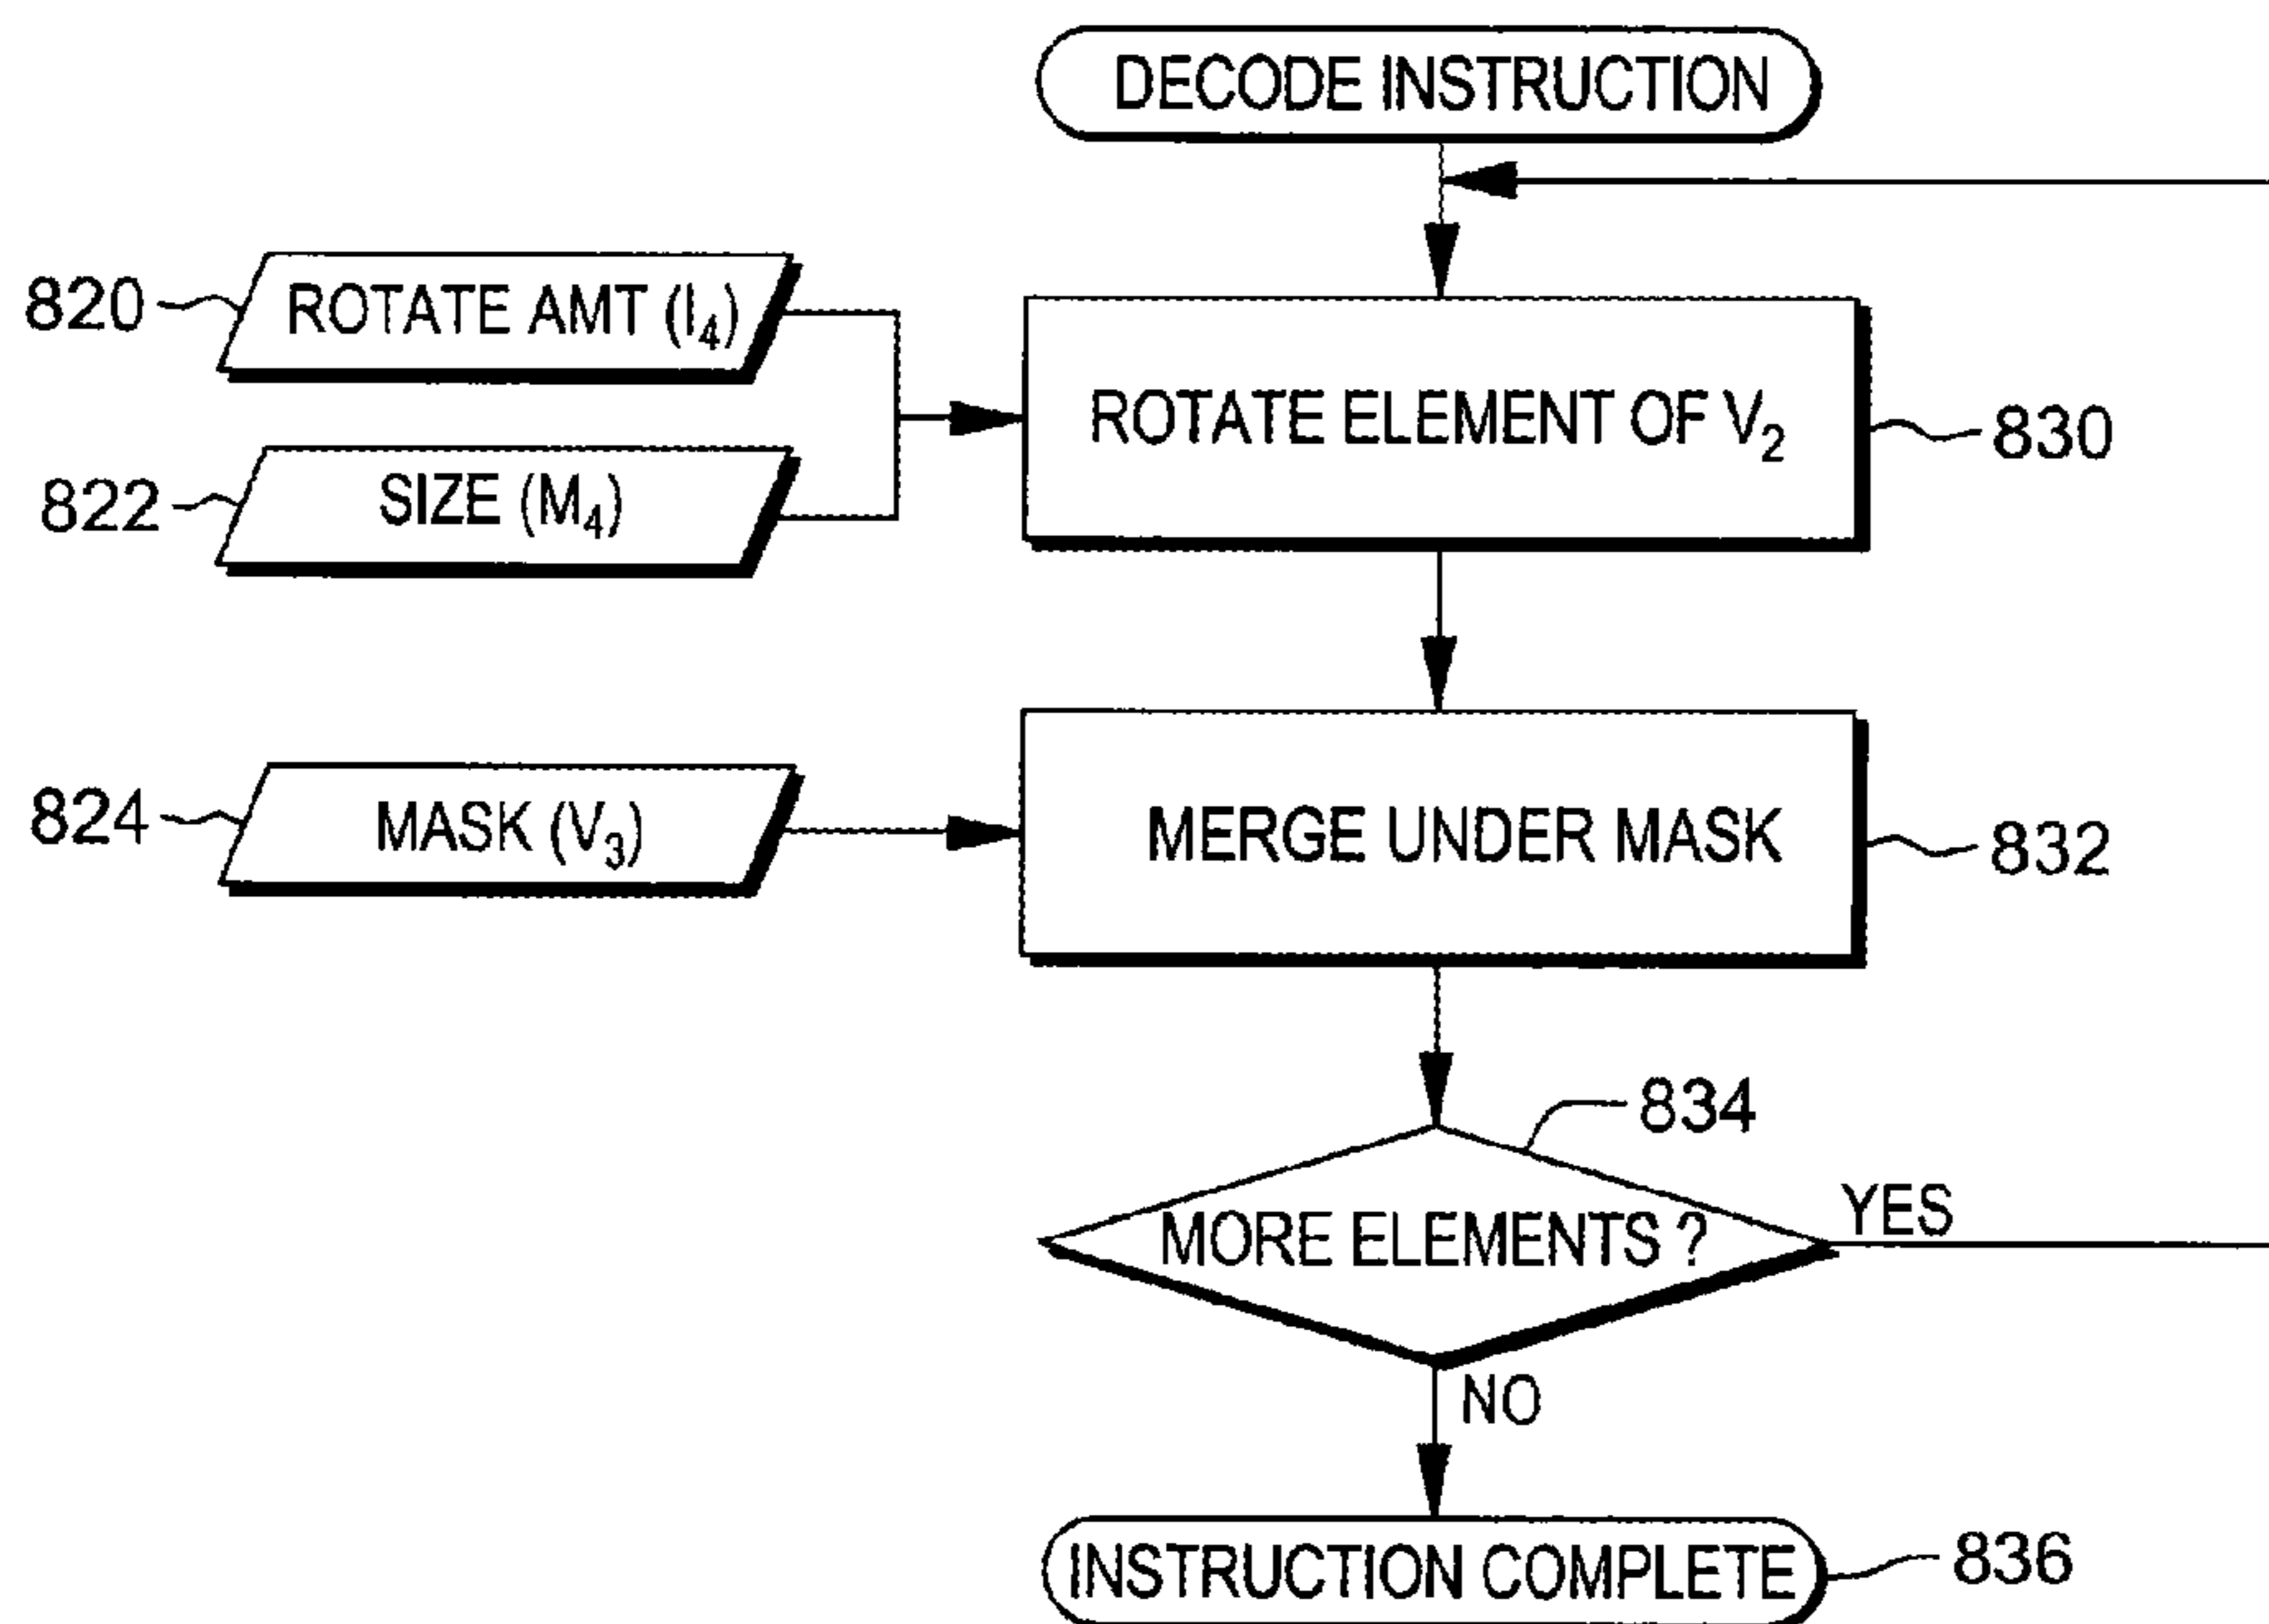 DECODE INSTRUCTION
820
ROTATE AMT (I₄)
822
SIZE (M₄)
ROTATE ELEMENT OF V₂
830
824
MASK (V₃)
MERGE UNDER MASK
832
834
MORE ELEMENTS ?
YES
NO
INSTRUCTION COMPLETE
836